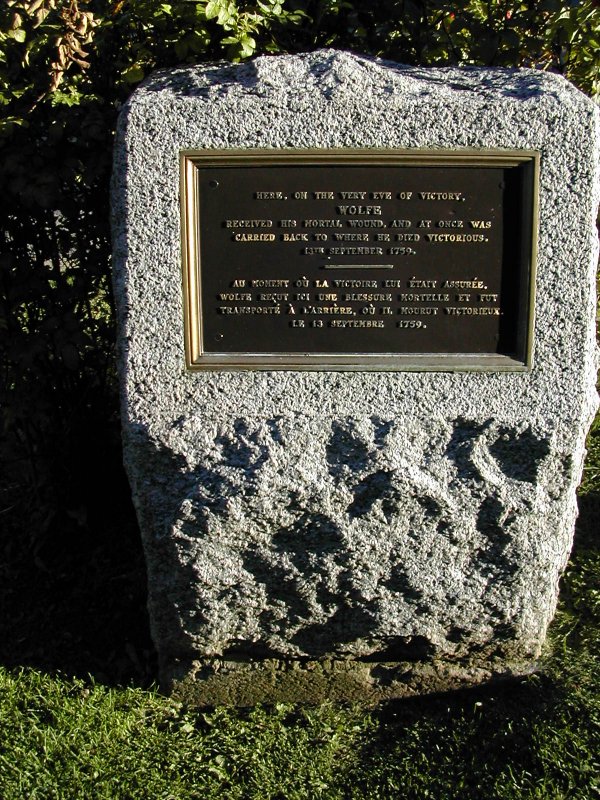 HERE, ON THE VERY EVE OF VICTORY,
WOLFE
RECEIVED HIS MORTAL WOUND, AND AT ONCE WAS
CARRIED BACK TO WHERE HE DIED VICTORIOUS.
13TH SEPTEMBER 1759.
AU MOMENT OÙ LA VICTOIRE LUI ÉTAIT ASSURÉE,
WOLFE REÇUT ICI UNE BLESSURE MORTELLE ET FUT
TRANSPORTÉ À L'ARRIÈRE, OÙ IL MOURUT VICTORIEUX.
LE 13 SEPTEMBRE 1759.